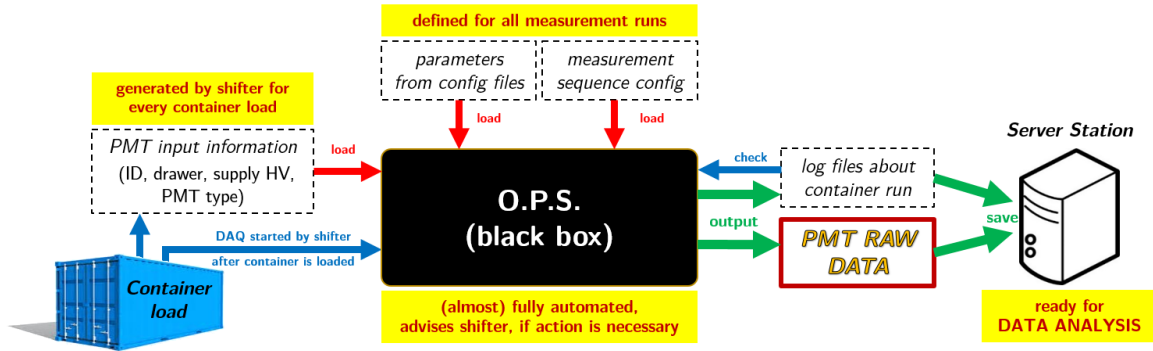 defined for all measurement runs
parameters
from config files
measurement
sequence config
generated by shifter for
every container load
load
load
PMT input information
(ID, drawer, supply HV,
PMT type)
load
O.P.S.
(black box)
check
log files about
container run
Server Station
output
save
PMT RAW
DATA
DAQ started by shifter
after container is loaded
Container
load
(almost) fully automated,
advises shifter, if action is necessary
ready for
DATA ANALYSIS